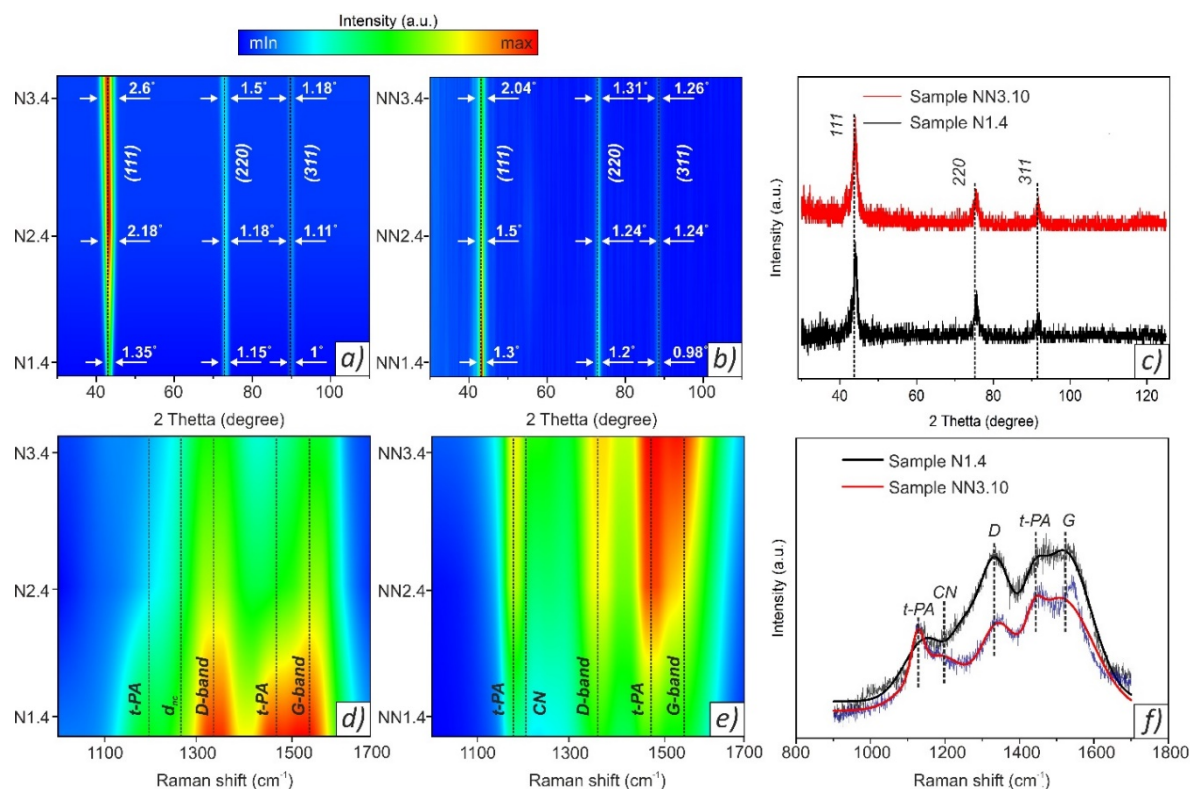 Intensity (a.u.)
mIn max
N3.4
N2.4
N1.4
2.6° 1.5° 1.18°
(111) (220) (311)
2.18° 1.18° 1.11°
1.35° 1.15° 1°
a)
40 60 80 100
2 Thetta (degree)
NN3.4
NN2.4
NN1.4
2.04° 1.31° 1.26°
(111) (220) (311)
1.5° 1.24° 1.24°
1.3° 1.2° 0.98°
b)
40 60 80 100
2 Thetta (degree)
Intensity (a.u.)
Sample NN3.10
Sample N1.4
111
220
311
c)
40 60 80 100 120
2 Thetta (degree)
N3.4
N2.4
N1.4
t-PA
dnc
D-band
t-PA
G-band
d)
1100 1300 1500 1700
Raman shift (cm-1)
NN3.4
NN2.4
NN1.4
t-PA
CN
D-band
t-PA
G-band
e)
1100 1300 1500 1700
Raman shift (cm-1)
Intensity (a.u.)
Sample N1.4
Sample NN3.10
t-PA
CN
D
t-PA
G
f)
800 1000 1200 1400 1600 1800
Raman shift (cm-1)